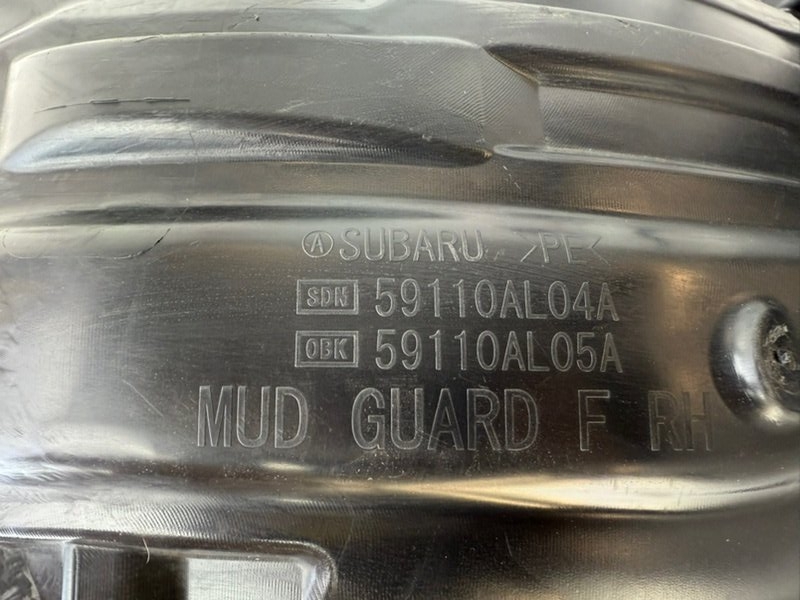 Ⓐ SUBARU >PE<
SDN 59110AL04A
OBK 59110AL05A
MUD GUARD F RH